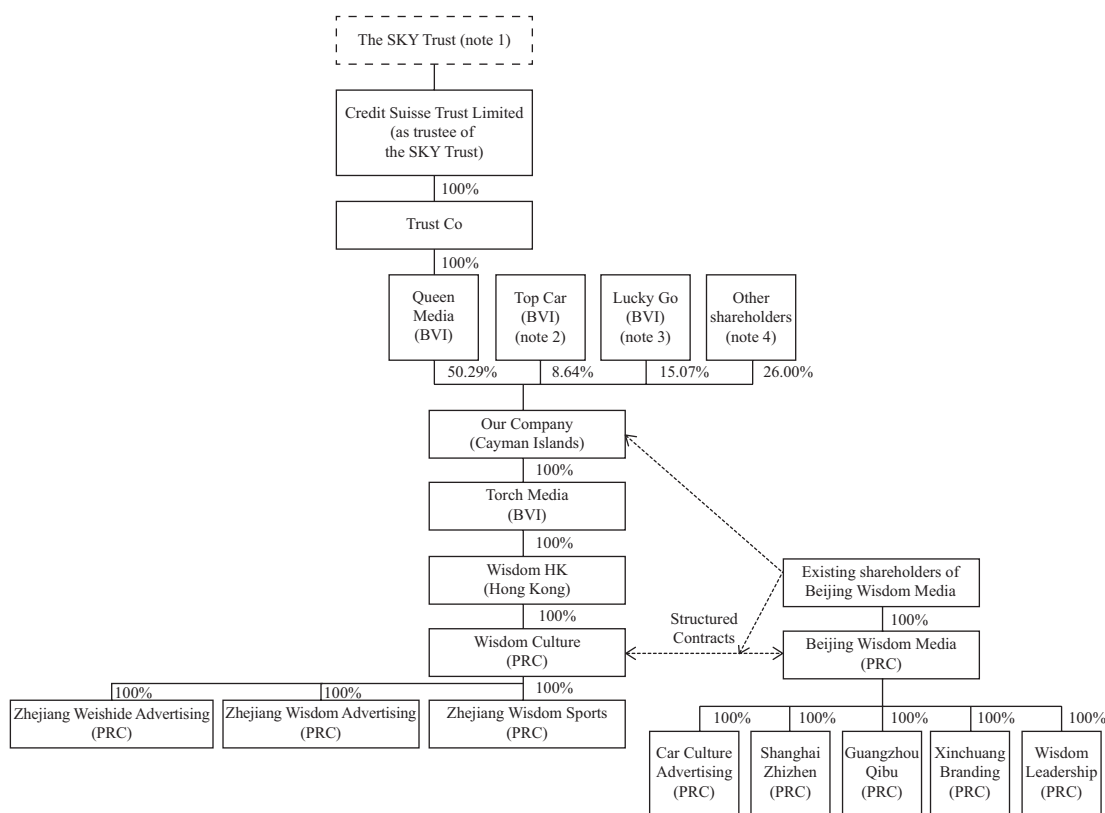 The SKY Trust (note 1)
Credit Suisse Trust Limited
(as trustee of
the SKY Trust)
100%
Trust Co
100%
Queen
Media
(BVI)
Top Car
(BVI)
(note 2)
Lucky Go
(BVI)
(note 3)
Other
shareholders
(note 4)
50.29%
8.64%
15.07%
26.00%
Our Company
(Cayman Islands)
100%
Torch Media
(BVI)
100%
Wisdom HK
(Hong Kong)
100%
Existing shareholders of
Beijing Wisdom Media
100%
Structured
Contracts
Wisdom Culture
(PRC)
Beijing Wisdom Media
(PRC)
100%
100%
100%
Zhejiang Weishide Advertising
(PRC)
Zhejiang Wisdom Advertising
(PRC)
Zhejiang Wisdom Sports
(PRC)
100%
100%
100%
100%
100%
Car Culture
Advertising
(PRC)
Shanghai
Zhizhen
(PRC)
Guangzhou
Qibu
(PRC)
Xinchuang
Branding
(PRC)
Wisdom
Leadership
(PRC)